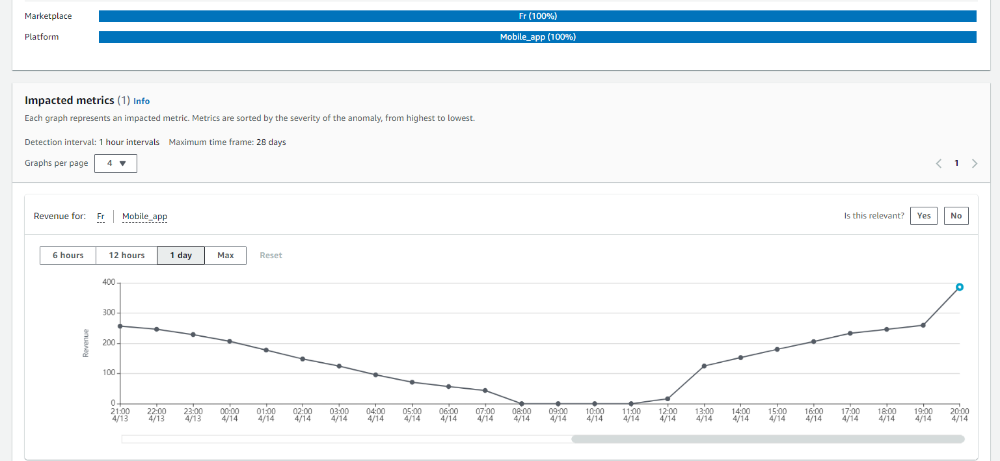 Marketplace Fr (100%)
Platform Mobile_app (100%)
Impacted metrics (1) Info
Each graph represents an impacted metric. Metrics are sorted by the severity of the anomaly, from highest to lowest.
Detection interval: 1 hour intervals Maximum time frame: 28 days
Graphs per page 4 1
Revenue for: Fr Mobile_app Is this relevant? Yes No
6 hours 12 hours 1 day Max Reset
400
300
200
100
0
Revenue
21:00 22:00 23:00 00:00 01:00 02:00 03:00 04:00 05:00 06:00 07:00 08:00 09:00 10:00 11:00 12:00 13:00 14:00 15:00 16:00 17:00 18:00 19:00 20:00
4/13 4/13 4/13 4/14 4/14 4/14 4/14 4/14 4/14 4/14 4/14 4/14 4/14 4/14 4/14 4/14 4/14 4/14 4/14 4/14 4/14 4/14 4/14 4/14